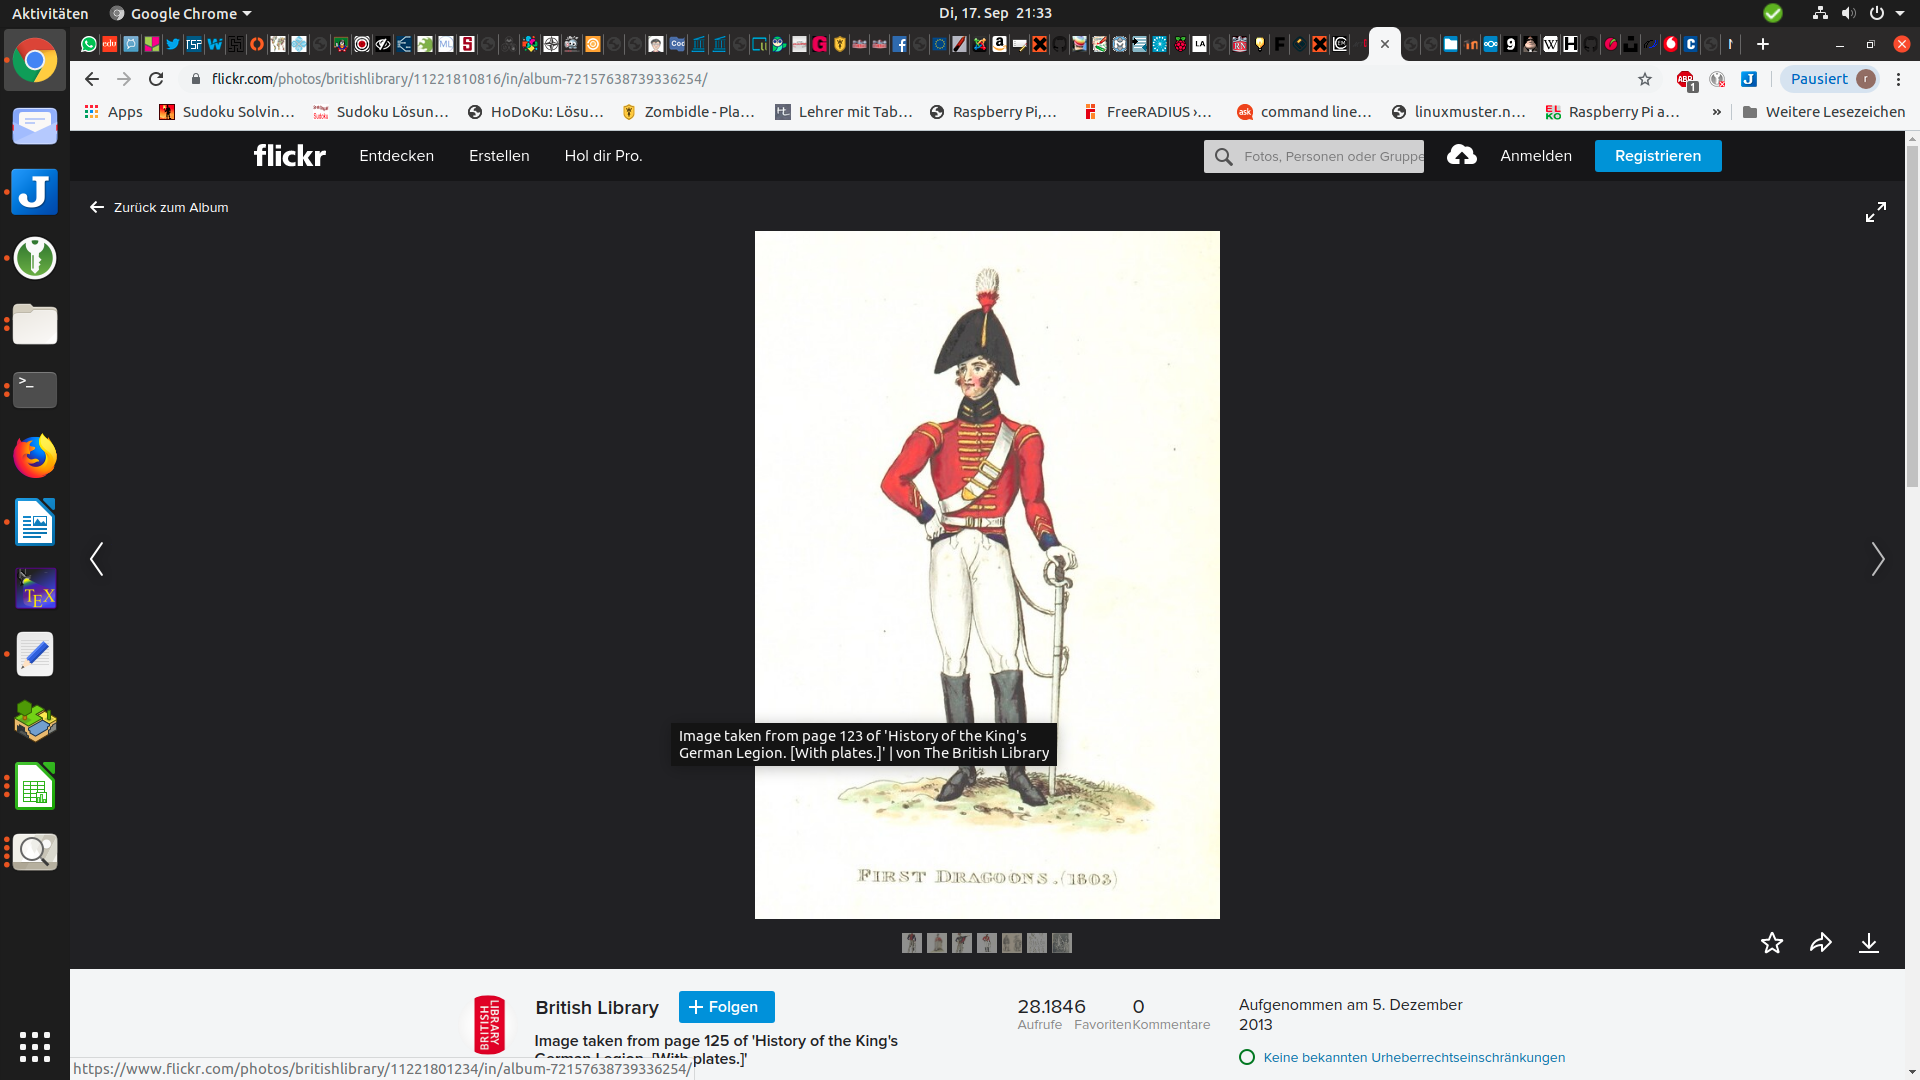 Aktivitäten
Google Chrome
Di, 17. Sep 21:33
flickr.com/photos/britishlibrary/11221810816/in/album-72157638739336254/
Pausiert
r
Apps
Sudoku Solvin…
Sudoku Lösun…
HoDoKu: Lösu…
Zombidle - Pla…
Lehrer mit Tab…
Raspberry Pi,…
FreeRADIUS ›…
command line…
linuxmuster.n…
Raspberry Pi a…
»
Weitere Lesezeichen
flickr
Entdecken
Erstellen
Hol dir Pro.
Fotos, Personen oder Gruppe
Anmelden
Registrieren
Zurück zum Album
Image taken from page 123 of 'History of the King's
German Legion. [With plates.]' | von The British Library
FIRST DRAGOONS. (1803)
BRITISH
LIBRARY
British Library
Folgen
Image taken from page 125 of 'History of the King's
German Legion. [With plates.]'
28.184
6
0
Aufrufe
Favoriten
Kommentare
Aufgenommen am 5. Dezember
2013
Keine bekannten Urheberrechtseinschränkungen
https://www.flickr.com/photos/britishlibrary/11221801234/in/album-72157638739336254/